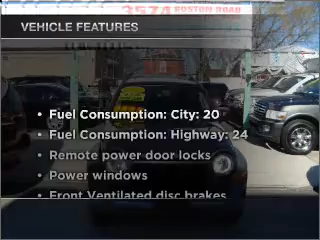 3574 BOSTON ROAD
VEHICLE FEATURES
• Fuel Consumption: City: 20
• Fuel Consumption: Highway: 24
• Remote power door locks
• Power windows
• Front Ventilated disc brakes